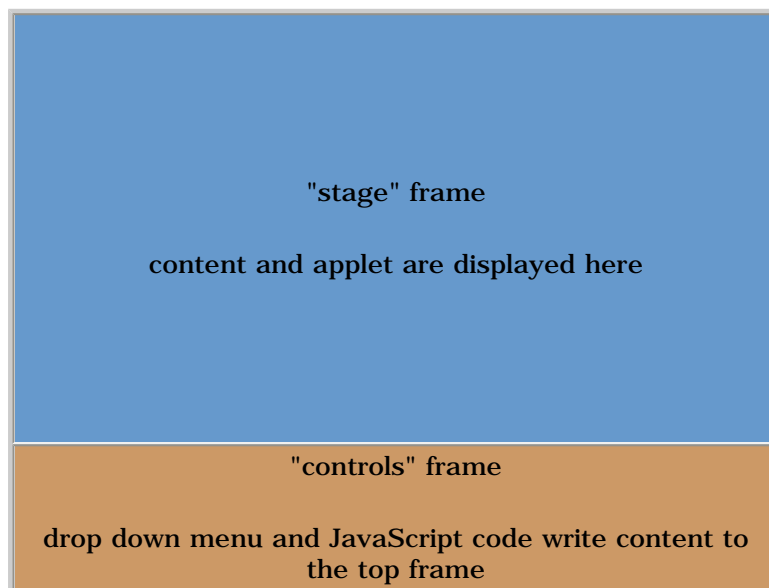 "stage" frame
content and applet are displayed here
"controls" frame
drop down menu and JavaScript code write content to
the top frame